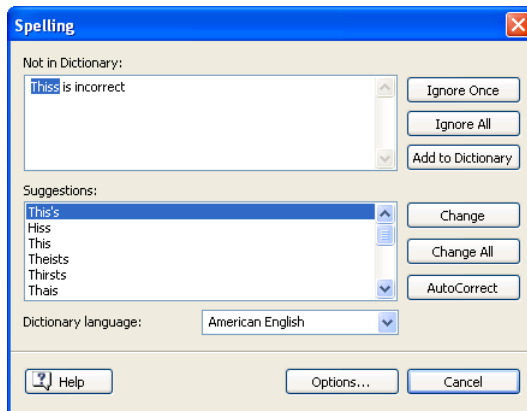 Spelling
Not in Dictionary:
Thiss is incorrect
Ignore Once
Ignore All
Add to Dictionary
Suggestions:
This's
Hiss
This
Theists
Thirsts
Thais
Change
Change All
AutoCorrect
Dictionary language:
American English
Help
Options...
Cancel